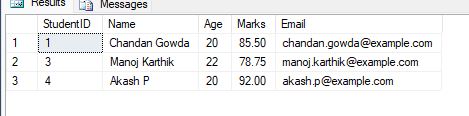 Results Messages
StudentID Name Age Marks Email
1 1 Chandan Gowda 20 85.50 chandan.gowda@example.com
2 3 Manoj Karthik 22 78.75 manoj.karthik@example.com
3 4 Akash P 20 92.00 akash.p@example.com